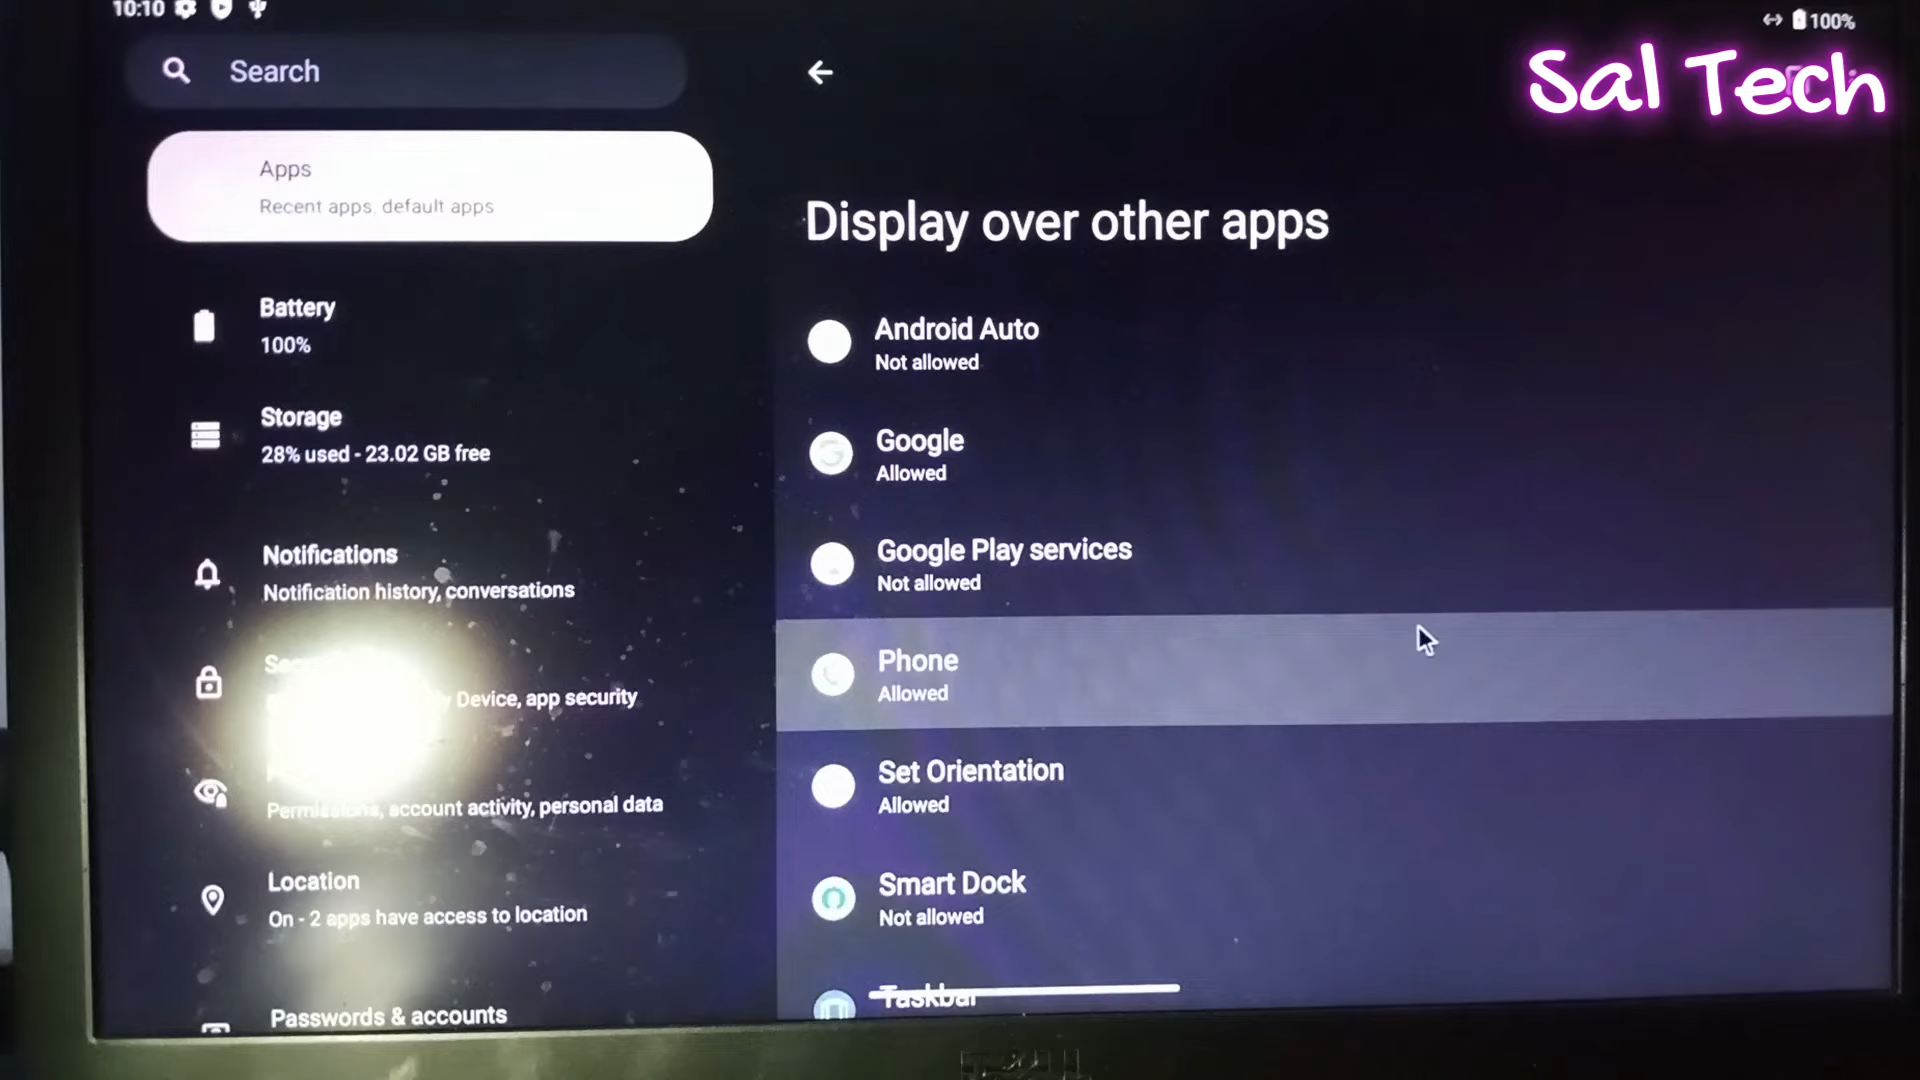 10:10
100%
Sal Tech
Search
Apps
Recent apps, default apps
Battery
100%
Storage
28% used - 23.02 GB free
Notifications
Notification history, conversations
Device, app security
Permissions, account activity, personal data
Location
On - 2 apps have access to location
Passwords & accounts
Display over other apps
Android Auto
Not allowed
Google
Allowed
Google Play services
Not allowed
Phone
Allowed
Set Orientation
Allowed
Smart Dock
Not allowed
Taskbar